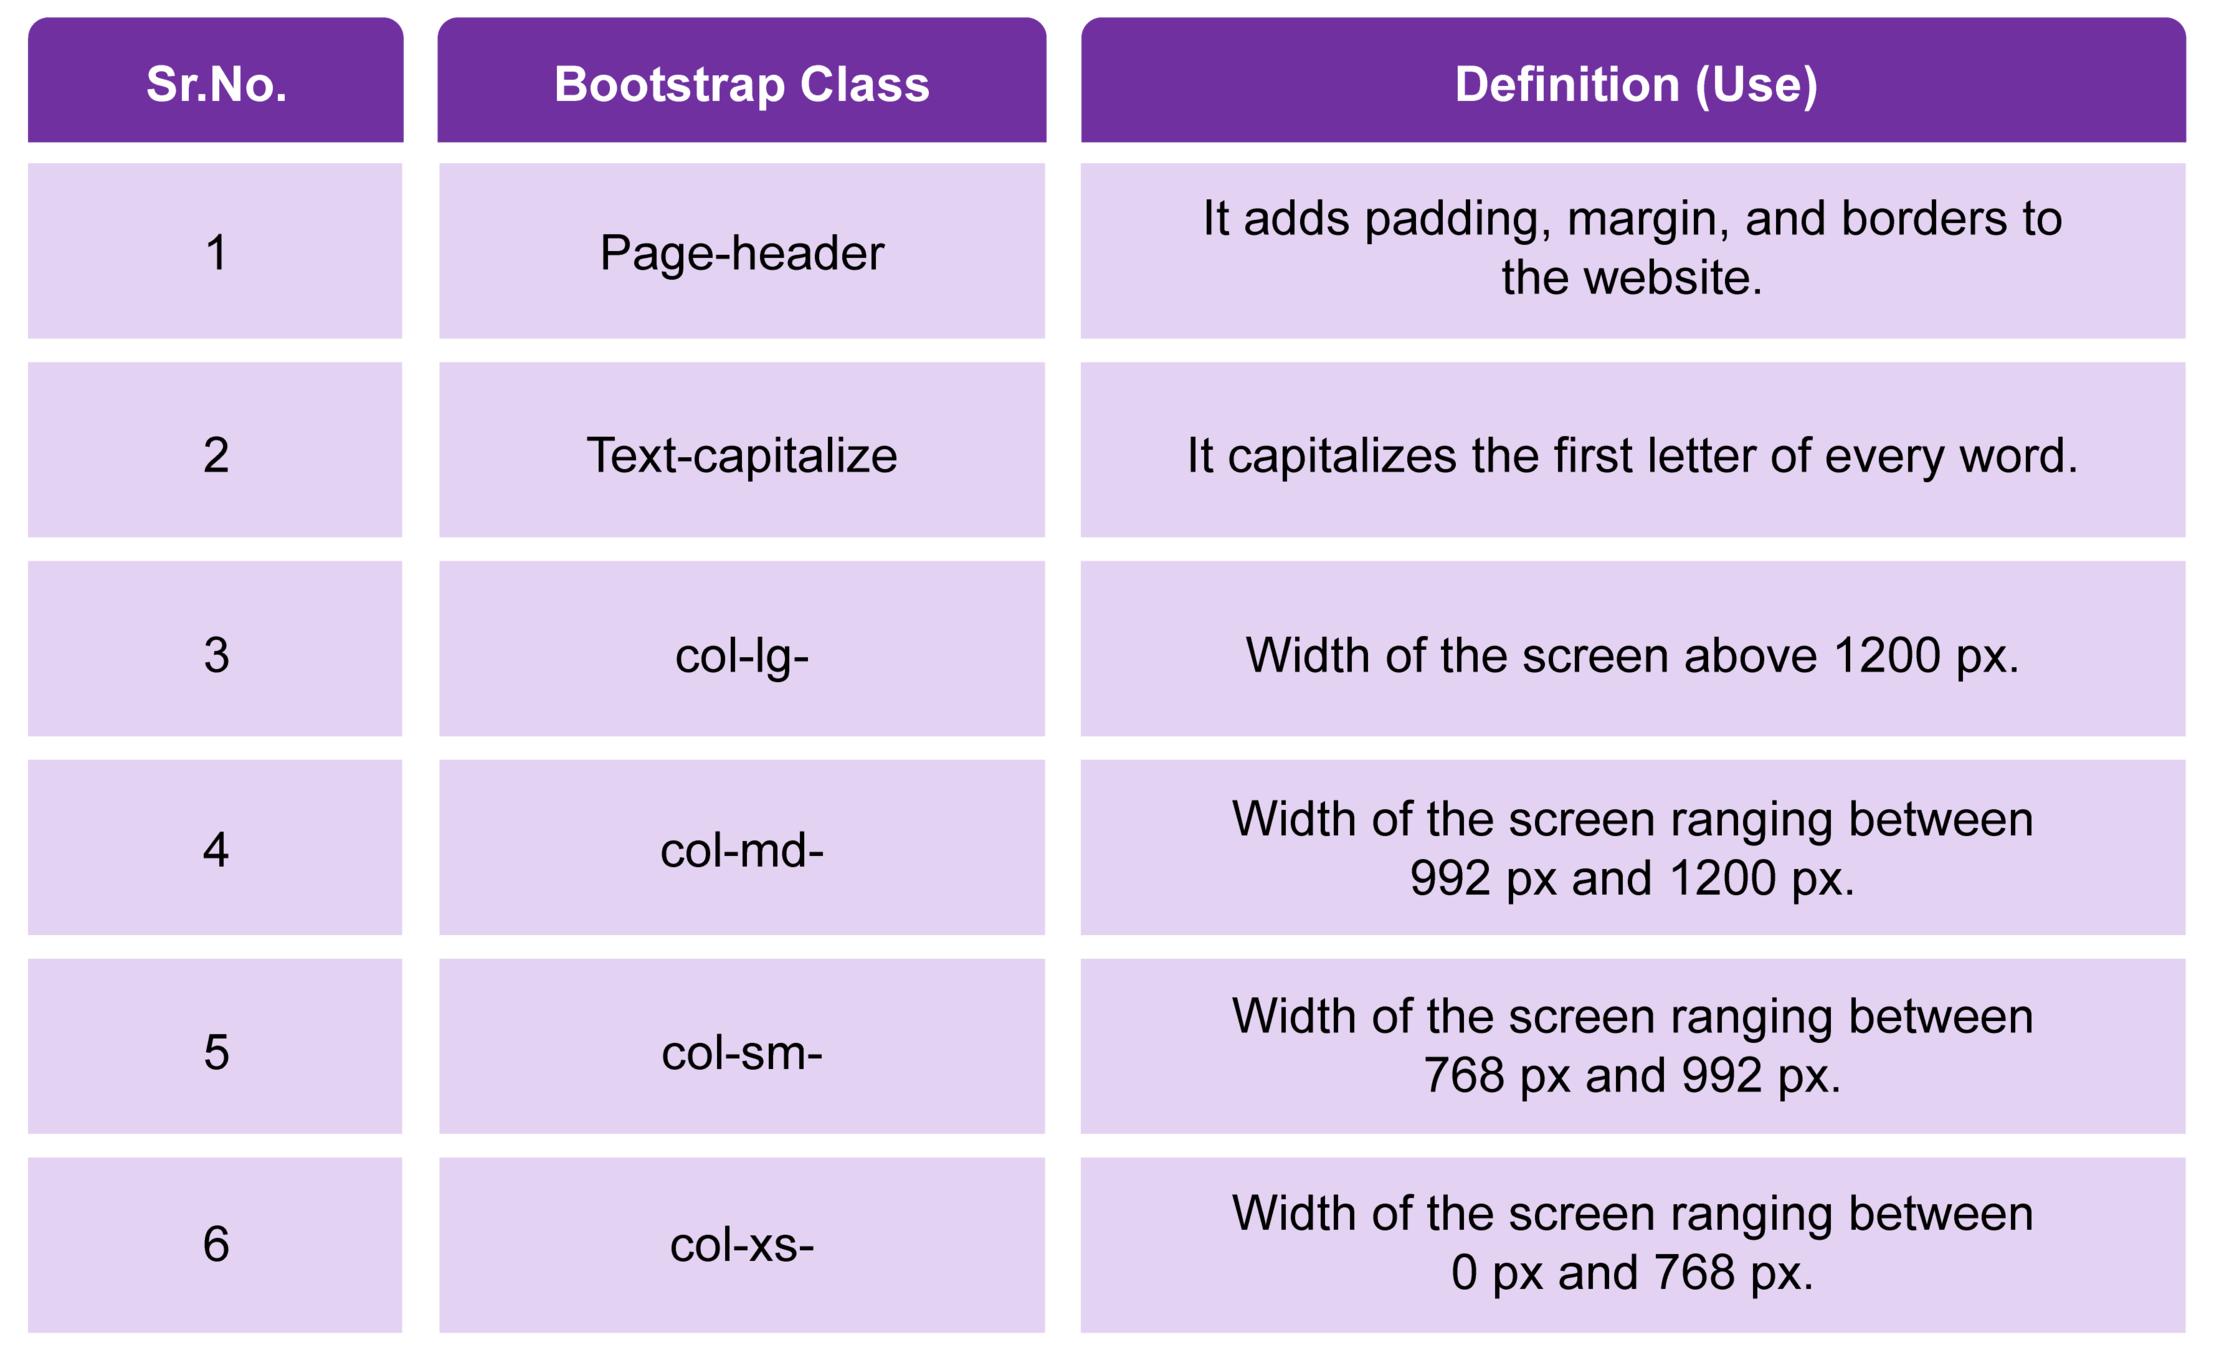 Sr.No.
Bootstrap Class
Definition (Use)
1
Page-header
It adds padding, margin, and borders to
the website.
2
Text-capitalize
It capitalizes the first letter of every word.
3
col-lg-
Width of the screen above 1200 px.
4
col-md-
Width of the screen ranging between
992 px and 1200 px.
5
col-sm-
Width of the screen ranging between
768 px and 992 px.
6
col-xs-
Width of the screen ranging between
0 px and 768 px.